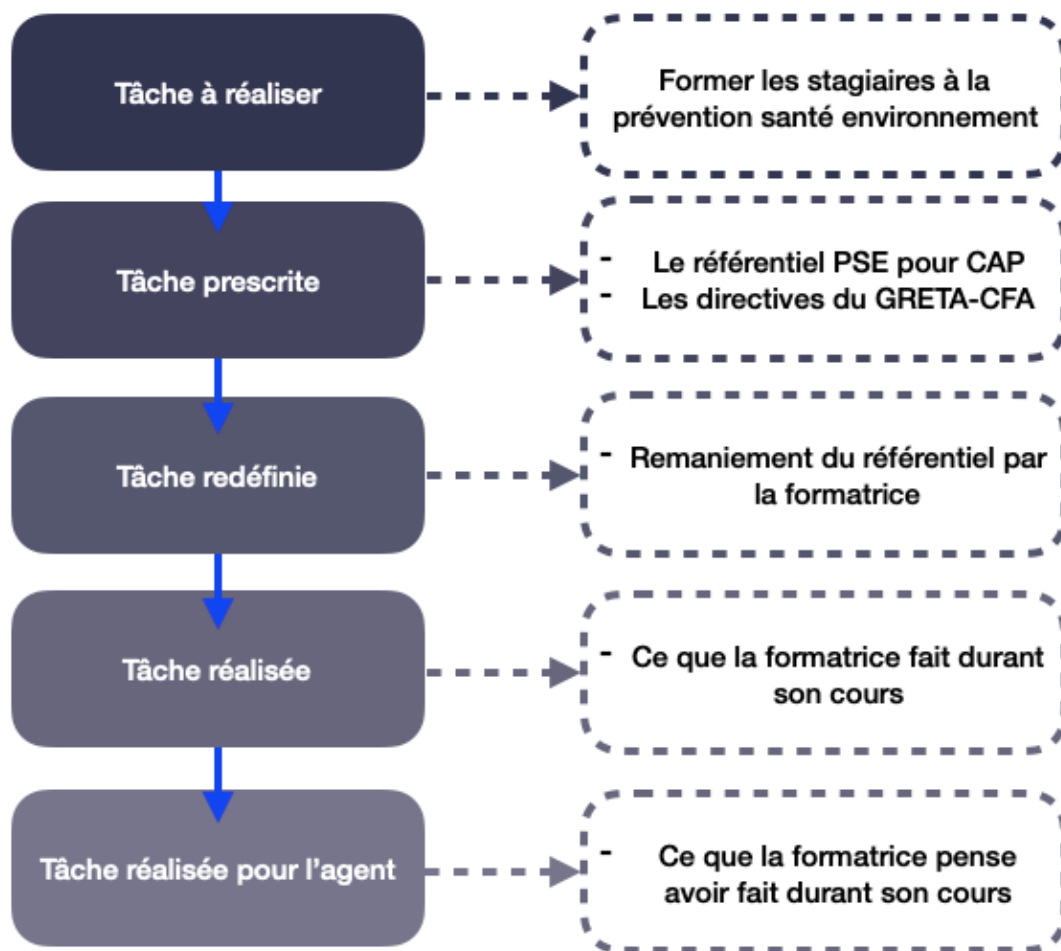 Tâche à réaliser
Former les stagiaires à la
prévention santé environnement
Tâche prescrite
- Le référentiel PSE pour CAP
- Les directives du GRETA-CFA
Tâche redéfinie
- Remaniement du référentiel par
la formatrice
Tâche réalisée
- Ce que la formatrice fait durant
son cours
Tâche réalisée pour l'agent
- Ce que la formatrice pense
avoir fait durant son cours